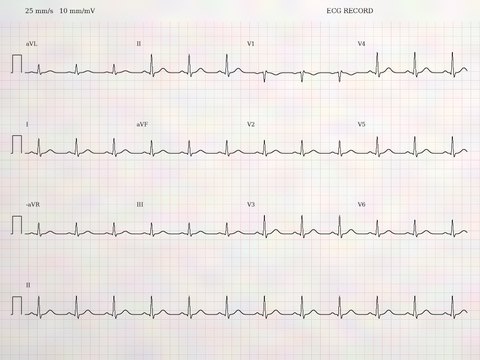 25 mm/s 10 mm/mV ECG RECORD
aVL II V1 V4
I aVF V2 V5
-aVR III V3 V6
II